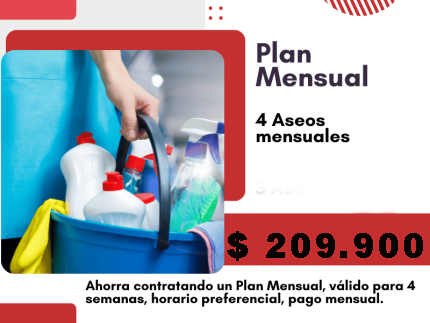 Plan
Mensual
4 Aseos
mensuales
$ 209.900
Ahorra contratando un Plan Mensual, válido para 4
semanas, horario preferencial, pago mensual.